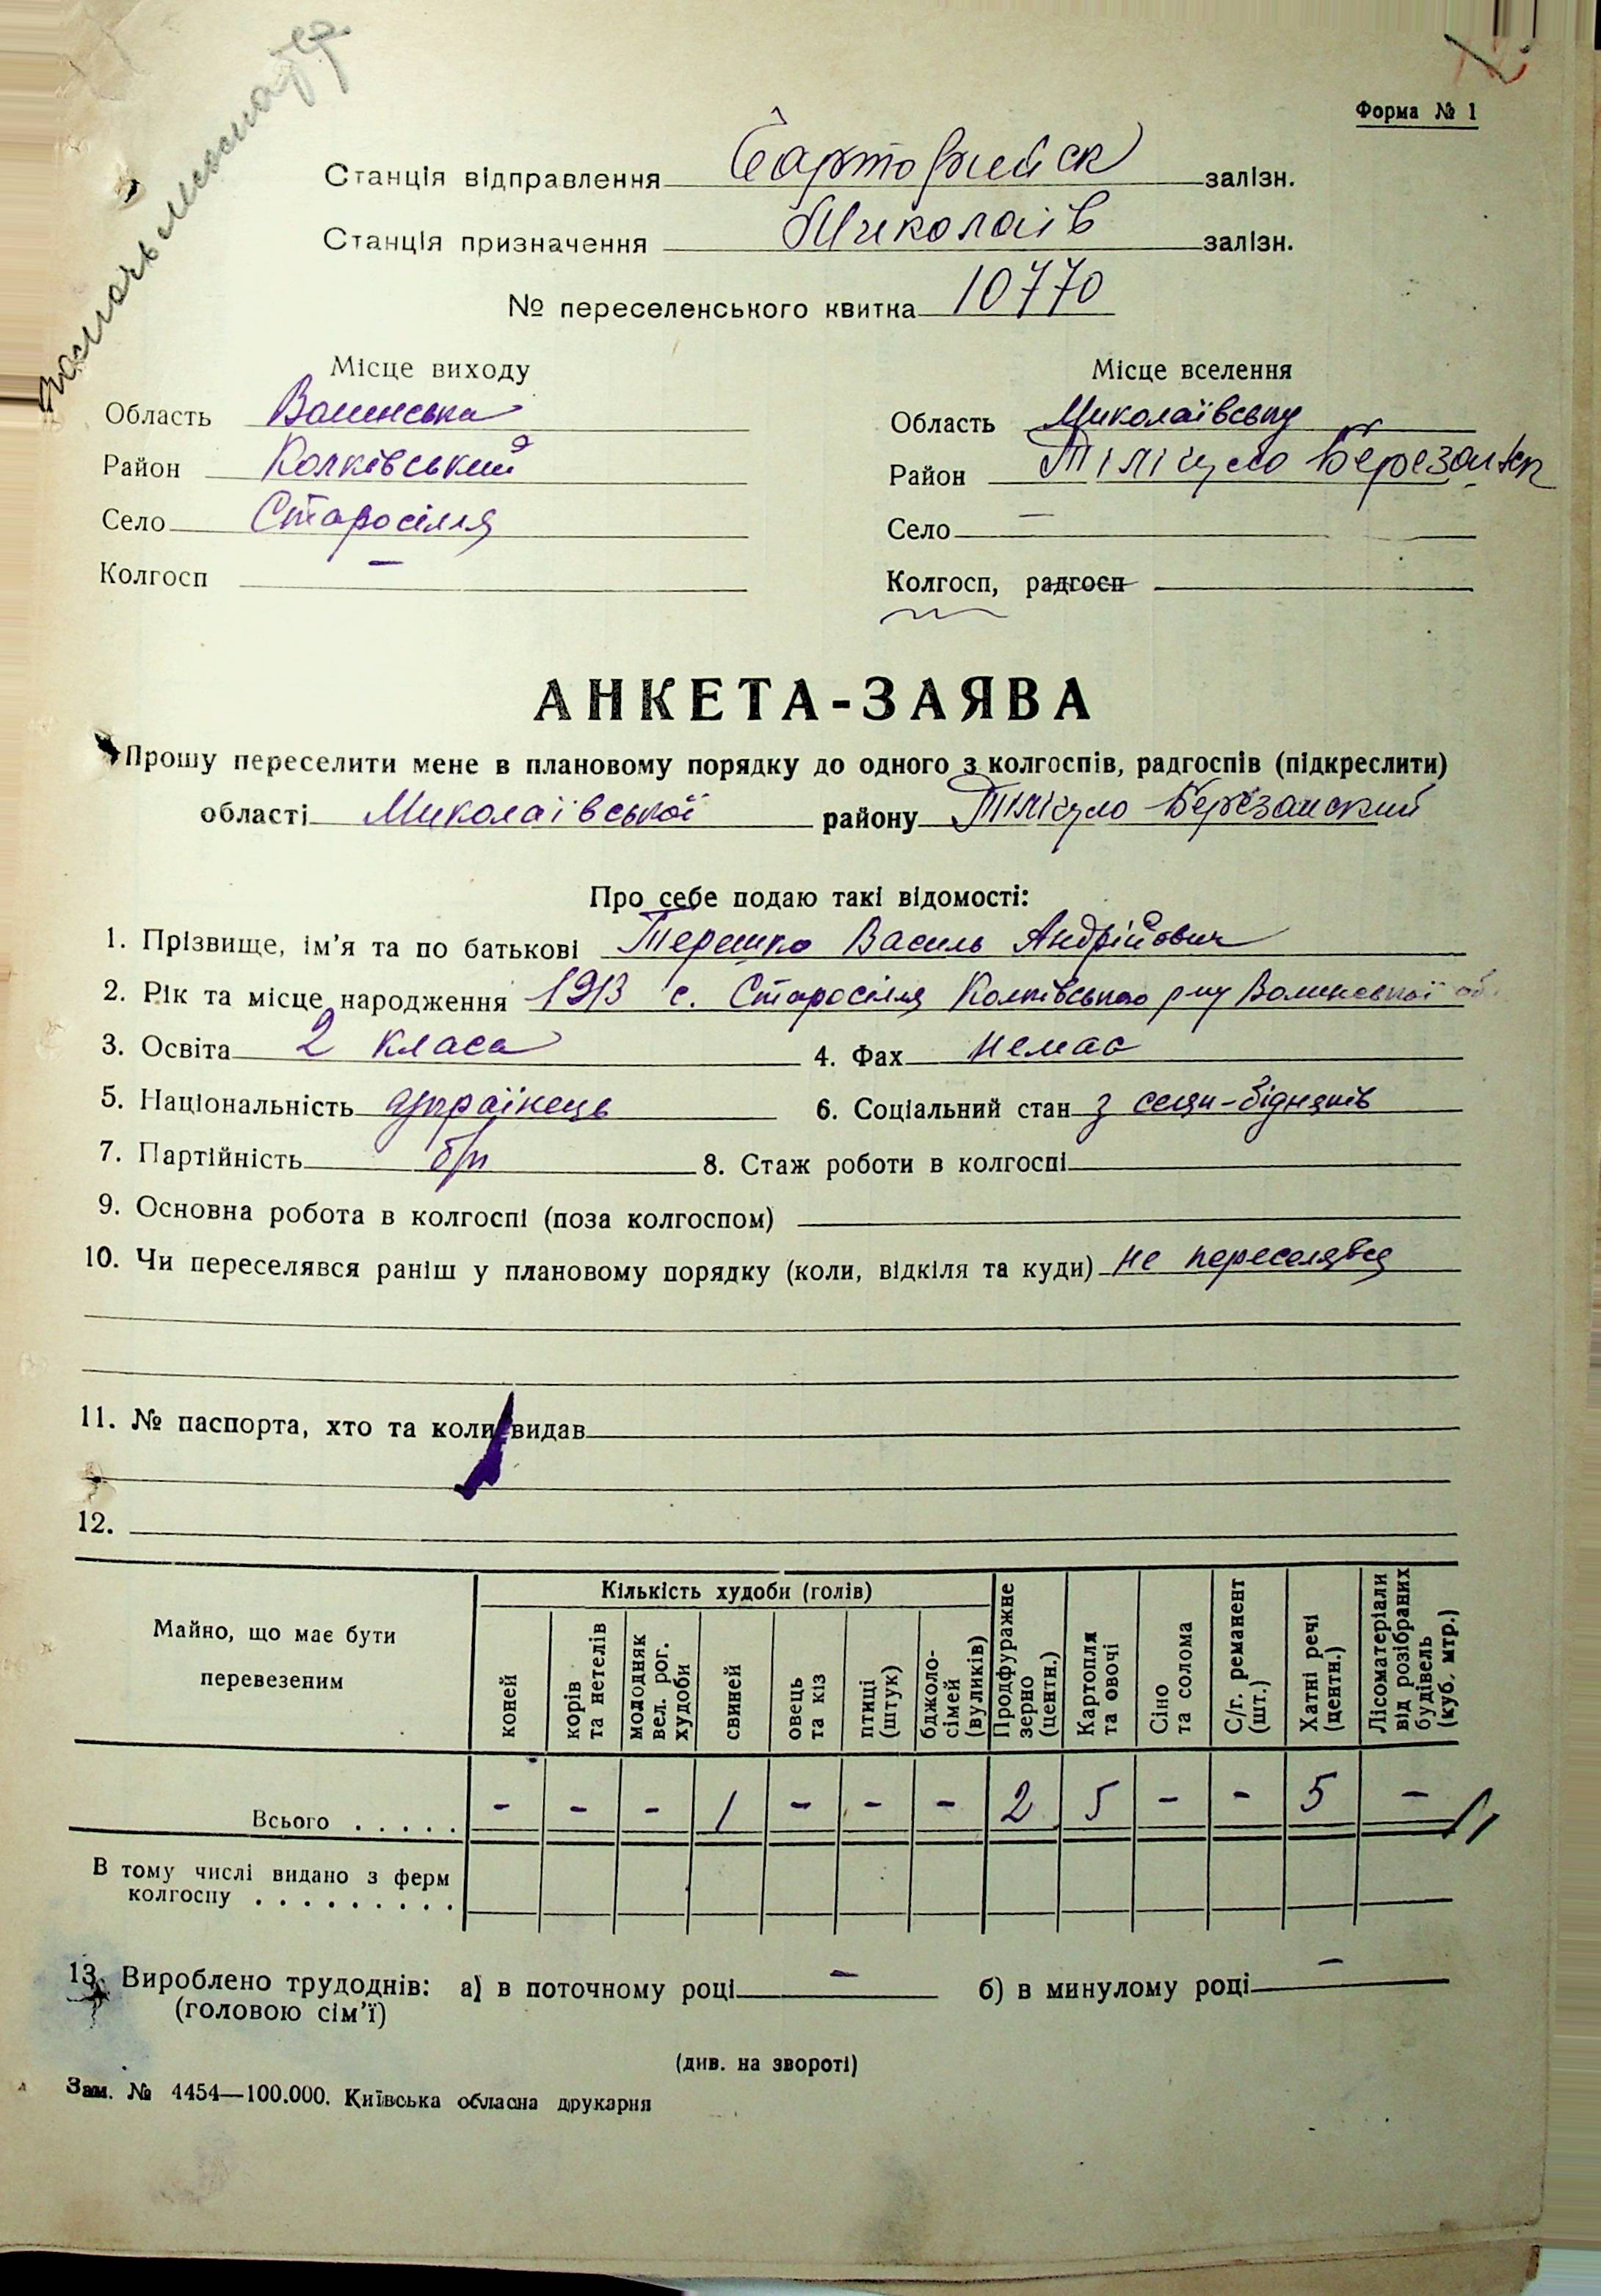 Форма № 1
Станція відправлення Чарторийск залізн.
Станція призначення Миколаїв залізн.
№ переселенського квитка 10770
Місце виходу
Область Волинська
Район Колківський
Село Старосілля
Колгосп –
Місце вселення
Область Миколаївську
Район Тілігуло Березанск
Село –
Колгосп, радгосп
АНКЕТА-ЗАЯВА
Прошу переселити мене в плановому порядку до одного з колгоспів, радгоспів (підкреслити)
області Миколаївської району Тілігуло Березанский
Про себе подаю такі відомості:
1. Прізвище, ім’я та по батькові Терешко Василь Андрійович
2. Рік та місце народження 1913 с. Старосілля Колківського р-ну Волинської об.
3. Освіта 2 класа 4. Фах немає
5. Національність українець 6. Соціальний стан з селян-бідняків
7. Партійність б/п 8. Стаж роботи в колгоспі
9. Основна робота в колгоспі (поза колгоспом)
10. Чи переселявся раніш у плановому порядку (коли, відкіля та куди) не переселявся
11. № паспорта, хто та коли видав
12.
Майно, що має бути перевезеним
Кількість худоби (голів)
коней
корів та нетелів
молодняк вел. рог. худоби
свиней
овець та кіз
птиці (штук)
бджоло-сімей (вуликів)
Продфуражне зерно (центн.)
Картопля та овочі
Сіно та солома
С/г. реманент (шт.)
Хатні речі (центн.)
Лісоматеріали від розібраних будівель (куб. мтр.)
Всього . . . . . – – – 1 – – – 2 5 – – 5 –
В тому числі видано з ферм
колгоспу . . . . . . . . .
13. Вироблено трудоднів: а) в поточному році – б) в минулому році –
(головою сім’ї)
(див. на звороті)
Зам. № 4454—100.000. Київська обласна друкарня